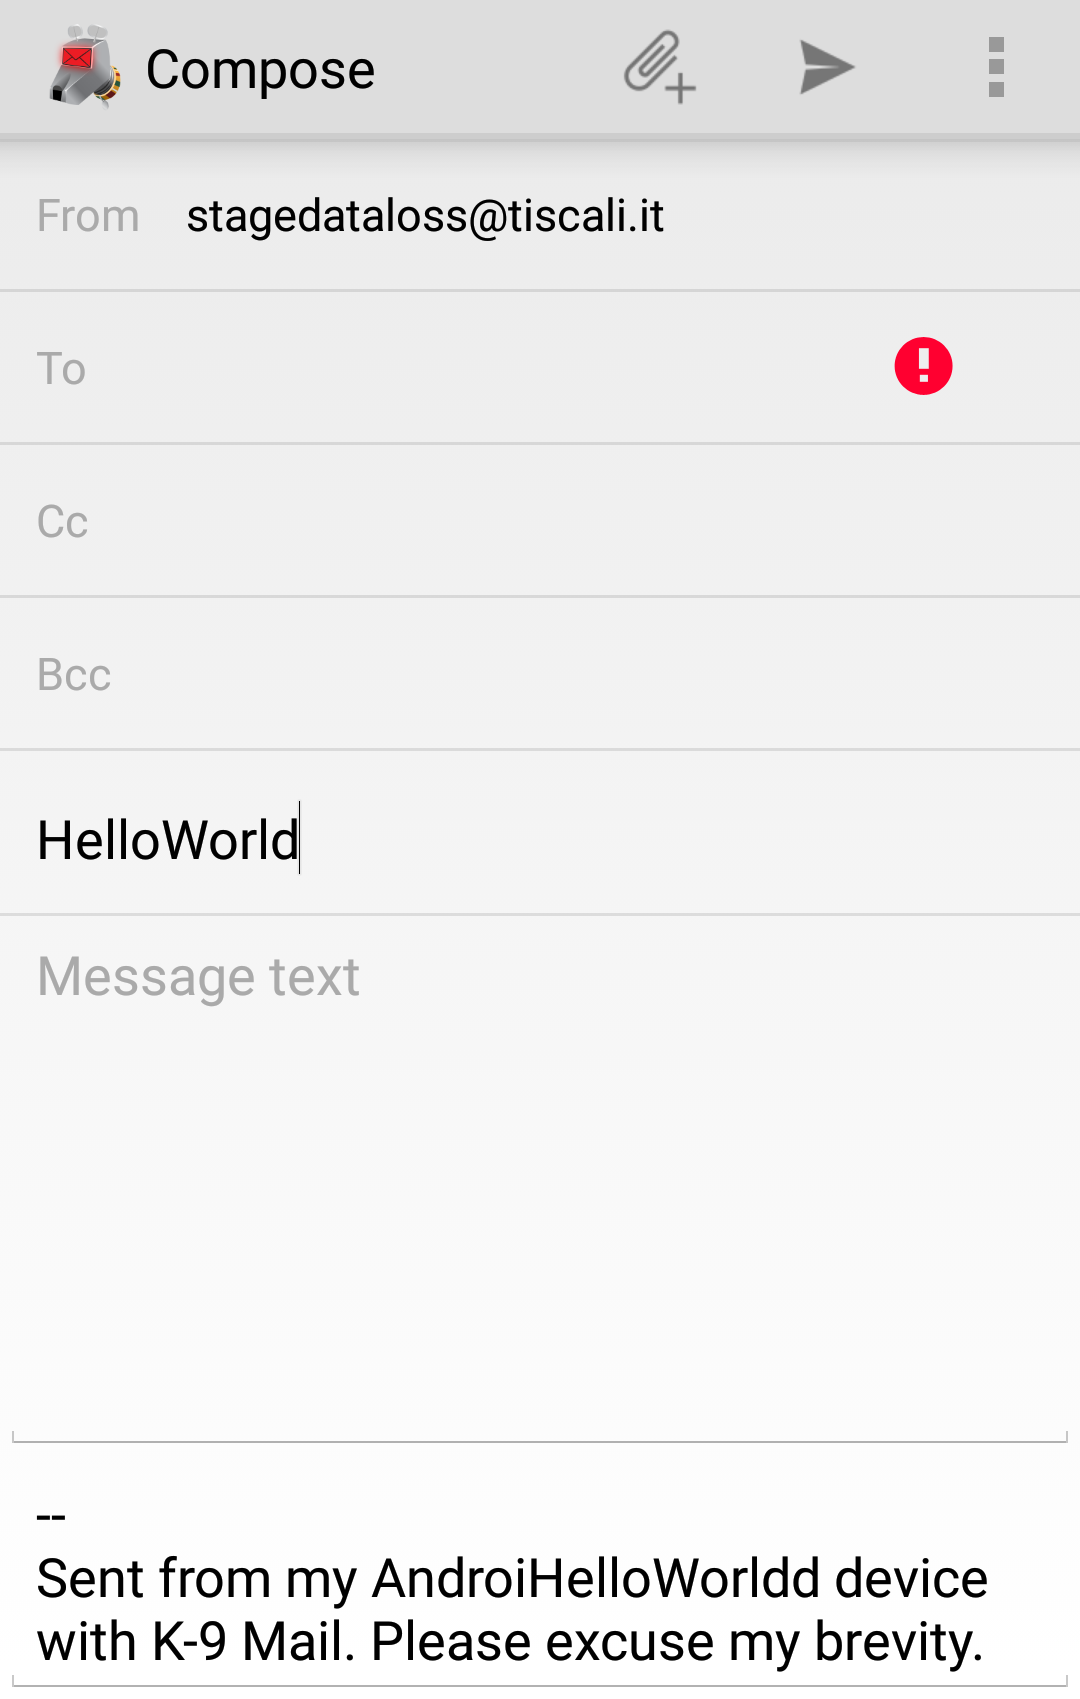 Compose
From stagedataloss@tiscali.it
To
Cc
Bcc
HelloWorld
Message text
--
Sent from my AndroiHelloWorldd device
with K-9 Mail. Please excuse my brevity.